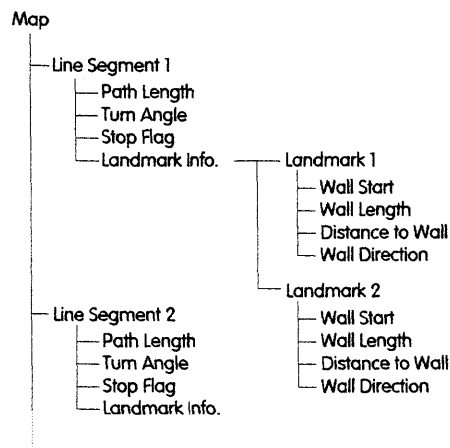 Map
Line Segment 1
Path Length
Turn Angle
Stop Flag
Landmark Info.
Landmark 1
Wall Start
Wall Length
Distance to Wall
Wall Direction
Landmark 2
Wall Start
Wall Length
Distance to Wall
Wall Direction
Line Segment 2
Path Length
Turn Angle
Stop Flag
Landmark Info.